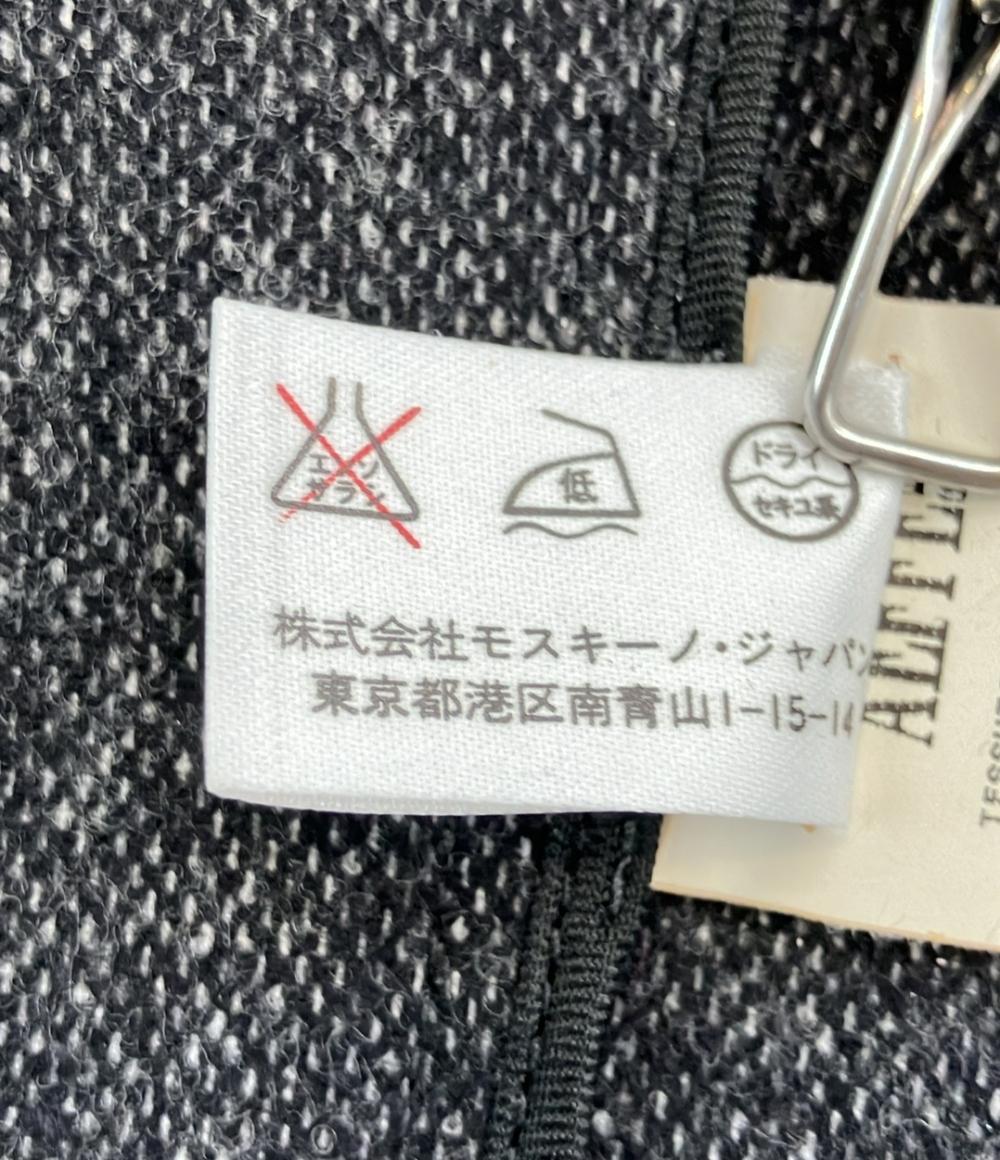 エンソ
サラシ
低
ドライ
セキユ系
株式会社モスキーノ・ジャパン
東京都港区南青山1-15-14